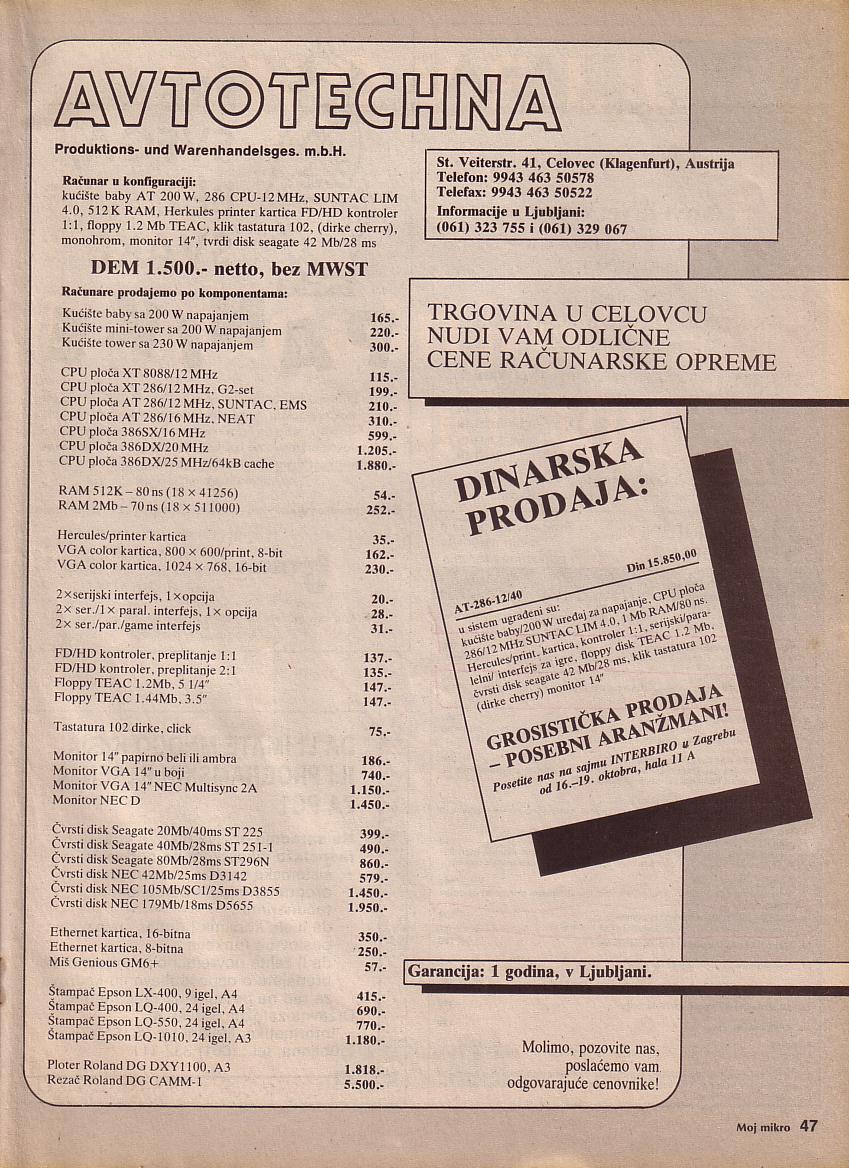 AVTOTECHNA
Produktions- und Warenhandelsges. m.b.H.
St. Veiterstr. 41, Celovec (Klagenfurt), Austrija
Telefon: 9943 463 50578
Telefax: 9943 463 50522
Informacije u Ljubljani:
(061) 323 755 i (061) 329 067
Računar u konfiguraciji:
kućište baby AT 200 W, 286 CPU-12 MHz, SUNTAC LIM
4.0, 512 K RAM, Herkules printer kartica FD/HD kontroler
1:1, floppy 1.2 Mb TEAC, klik tastatura 102, (dirke cherry),
monohrom, monitor 14", tvrdi disk seagate 42 Mb/28 ms
DEM 1.500.- netto, bez MWST
Računare prodajemo po komponentama:
Kućište baby sa 200 W napajanjem 165.-
Kućište mini-tower sa 200 W napajanjem 220.-
Kućište tower sa 230 W napajanjem 300.-
CPU ploča XT 8088/12 MHz 115.-
CPU ploča XT 286/12 MHz, G2-set 199.-
CPU ploča AT 286/12 MHz, SUNTAC, EMS 210.-
CPU ploča AT 286/16 MHz, NEAT 310.-
CPU ploča 386SX/16 MHz 599.-
CPU ploča 386DX/20 MHz 1.205.-
CPU ploča 386DX/25 MHz/64kB cache 1.880.-
RAM 512K – 80 ns (18 × 41256) 54.-
RAM 2Mb – 70 ns (18 × 511000) 252.-
Hercules/printer kartica 35.-
VGA color kartica, 800 × 600/print, 8-bit 162.-
VGA color kartica, 1024 × 768, 16-bit 230.-
2×serijski interfejs, 1×opcija 20.-
2× ser./1× paral. interfejs, 1× opcija 28.-
2× ser./par./game interfejs 31.-
FD/HD kontroler, preplitanje 1:1 137.-
FD/HD kontroler, preplitanje 2:1 135.-
Floppy TEAC 1.2Mb, 5 1/4" 147.-
Floppy TEAC 1.44Mb, 3.5" 147.-
Tastatura 102 dirke, click 75.-
Monitor 14" papirno beli ili ambra 186.-
Monitor VGA 14" u boji 740.-
Monitor VGA 14" NEC Multisync 2A 1.150.-
Monitor NEC D 1.450.-
Čvrsti disk Seagate 20Mb/40ms ST 225 399.-
Čvrsti disk Seagate 40Mb/28ms ST 251-1 490.-
Čvrsti disk Seagate 80Mb/28ms ST296N 860.-
Čvrsti disk NEC 42Mb/25ms D3142 579.-
Čvrsti disk NEC 105Mb/SC1/25ms D3855 1.450.-
Čvrsti disk NEC 179Mb/18ms D5655 1.950.-
Ethernet kartica, 16-bitna 350.-
Ethernet kartica, 8-bitna 250.-
Miš Genious GM6+ 57.-
Štampač Epson LX-400, 9 igel, A4 415.-
Štampač Epson LQ-400, 24 igel, A4 690.-
Štampač Epson LQ-550, 24 igel, A4 770.-
Štampač Epson LQ-1010, 24 igel, A3 1.180.-
Ploter Roland DG DXY1100, A3 1.818.-
Rezač Roland DG CAMM-1 5.500.-
TRGOVINA U CELOVCU
NUDI VAM ODLIČNE
CENE RAČUNARSKE OPREME
DINARSKA
PRODAJA:
AT-286-12/40 Din 15.850,00
u sistem ugrađeni su:
kućište baby/200 W uređaj za napajanje, CPU ploča
286/12 MHz SUNTAC LIM 4.0, 1 Mb RAM/80 ns.
Hercules/print. kartica, kontroler 1:1, serijski/para-
lelni/ interfejs za igre, floppy disk TEAC 1.2 Mb,
čvrsti disk seagate 42 Mb/28 ms, klik tastatura 102
(dirke cherry) monitor 14"
GROSISTIČKA PRODAJA
– POSEBNI ARANŽMANI!
Posetite nas na sajmu INTERBIRO u Zagrebu
od 16.–19. oktobra, hala 11 A
Garancija: 1 godina, v Ljubljani.
Molimo, pozovite nas,
poslaćemo vam
odgovarajuće cenovnike!
Moj mikro 47